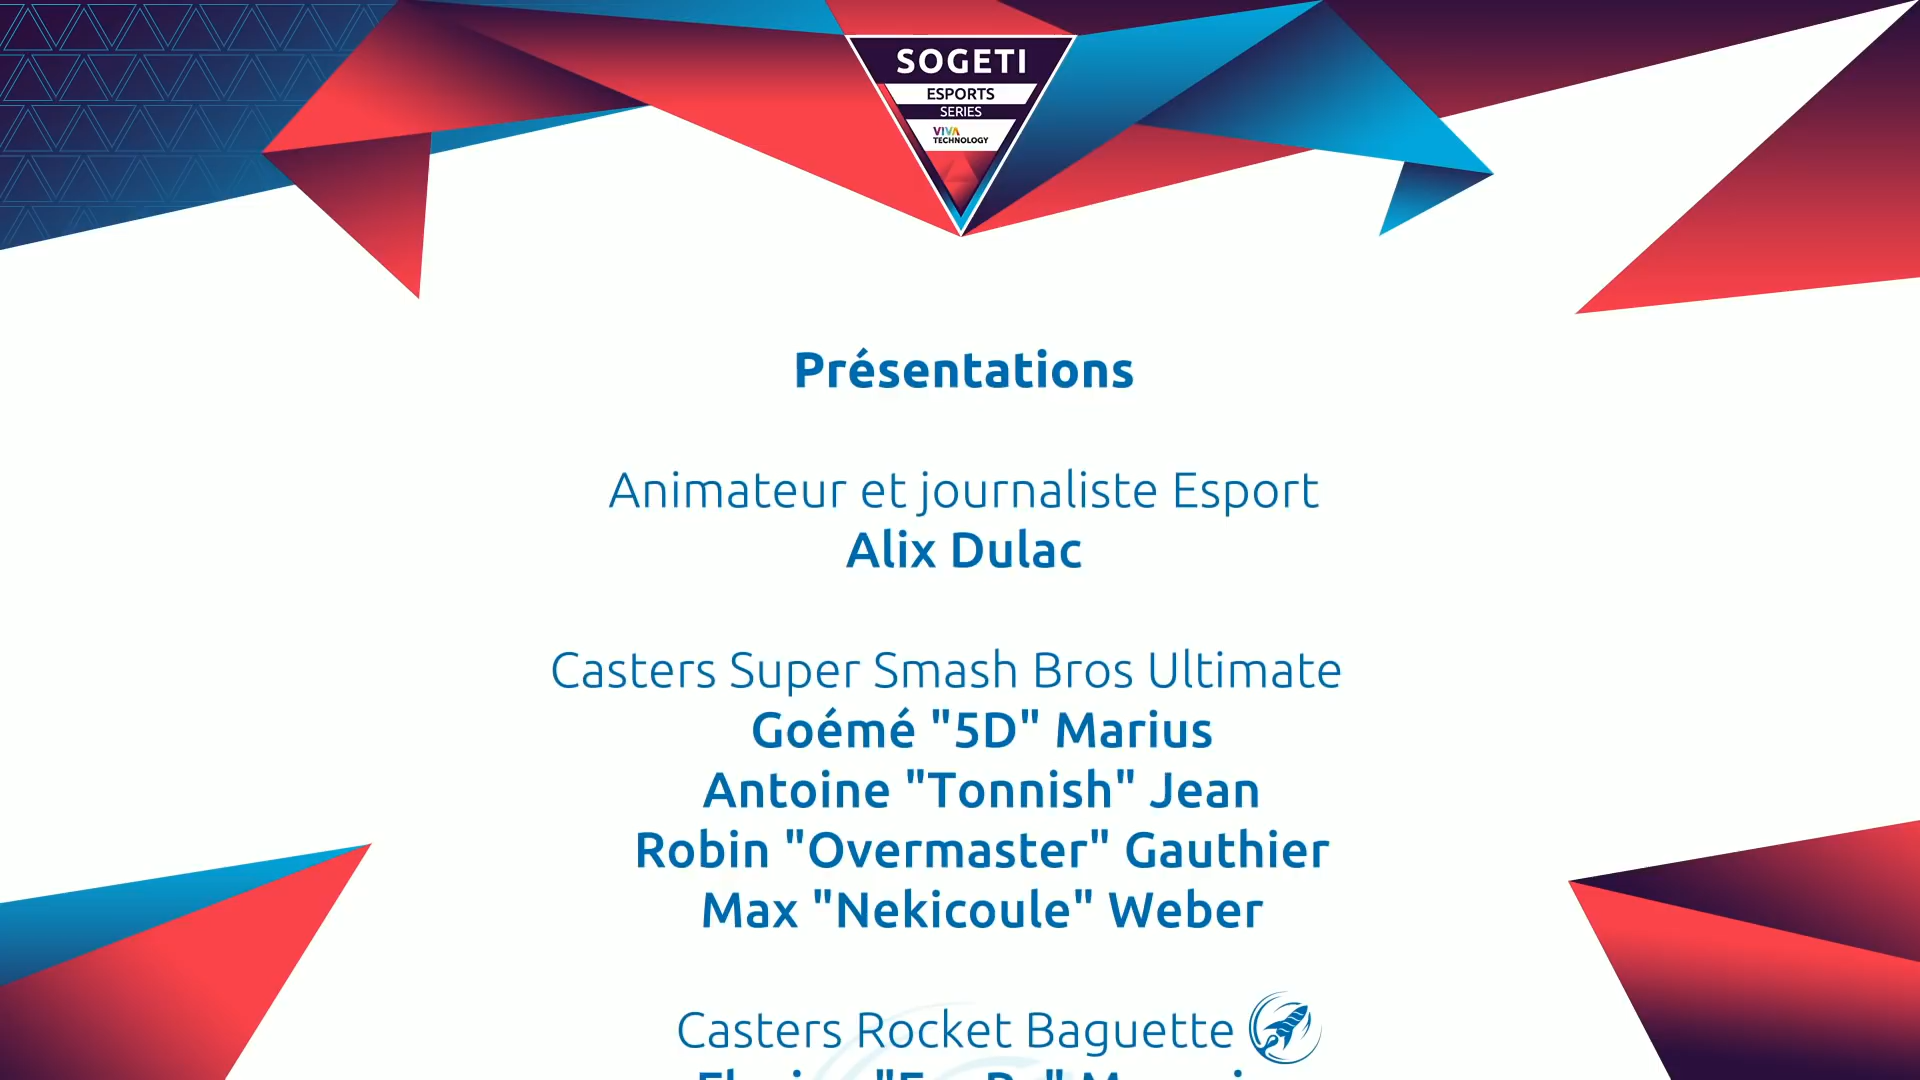 SOGETI
ESPORTS
SERIES
VIVA
TECHNOLOGY
Présentations
Animateur et journaliste Esport
Alix Dulac
Casters Super Smash Bros Ultimate
Goémé "5D" Marius
Antoine "Tonnish" Jean
Robin "Overmaster" Gauthier
Max "Nekicoule" Weber
Casters Rocket Baguette